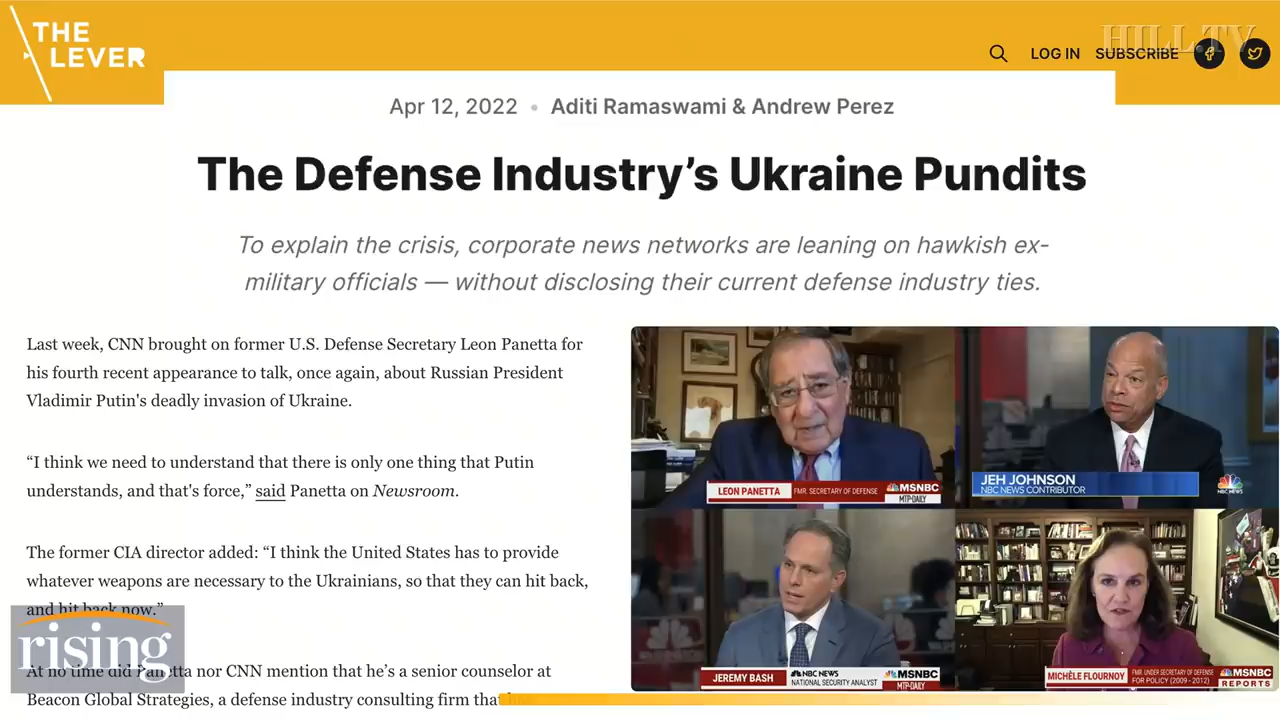 THE
LEVER
HILL.TV
LOG IN SUBSCRIBE
Apr 12, 2022 • Aditi Ramaswami & Andrew Perez
The Defense Industry’s Ukraine Pundits
To explain the crisis, corporate news networks are leaning on hawkish ex-
military officials — without disclosing their current defense industry ties.
Last week, CNN brought on former U.S. Defense Secretary Leon Panetta for
his fourth recent appearance to talk, once again, about Russian President
Vladimir Putin's deadly invasion of Ukraine.
“I think we need to understand that there is only one thing that Putin
understands, and that's force,” said Panetta on Newsroom.
The former CIA director added: “I think the United States has to provide
whatever weapons are necessary to the Ukrainians, so that they can hit back,
and hit back now.”
At no time did Panetta nor CNN mention that he’s a senior counselor at
Beacon Global Strategies, a defense industry consulting firm that
rising
LEON PANETTA FMR. SECRETARY OF DEFENSE MSNBC
MTP DAILY
JEH JOHNSON
NBC NEWS CONTRIBUTOR
NBC NEWS
JEREMY BASH NBC NEWS
NATIONAL SECURITY ANALYST MSNBC
MTP DAILY
MICHÈLE FLOURNOY FMR. UNDER SECRETARY OF DEFENSE
FOR POLICY (2009 - 2012) MSNBC
REPORTS